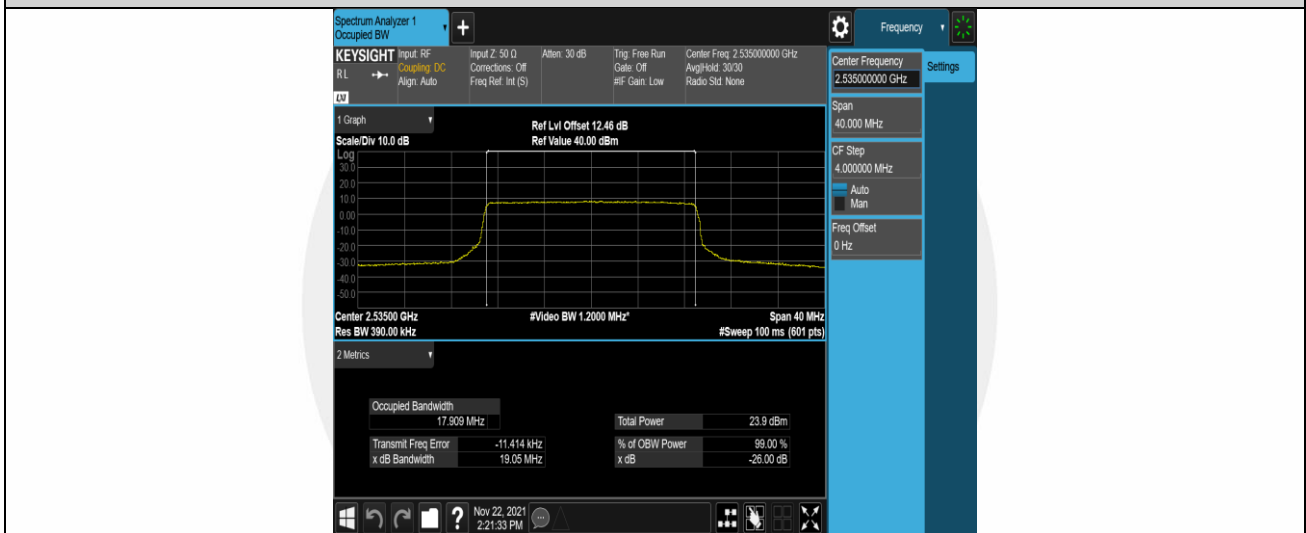 Spectrum Analyzer 1
Occupied BW
+
Frequency
KEYSIGHT
RL
LXI
Input: RF
Coupling: DC
Align: Auto
Input Z: 50 Ω
Corrections: Off
Freq Ref: Int (S)
Atten: 30 dB
Trig: Free Run
Gate: Off
#IF Gain: Low
Center Freq: 2.535000000 GHz
Avg|Hold: 30/30
Radio Std: None
Center Frequency
2.535000000 GHz
Settings
Span
40.000 MHz
CF Step
4.000000 MHz
Auto
Man
Freq Offset
0 Hz
1 Graph
Scale/Div 10.0 dB
Ref Lvl Offset 12.46 dB
Ref Value 40.00 dBm
Log
30.0
20.0
10.0
0.00
-10.0
-20.0
-30.0
-40.0
-50.0
Center 2.53500 GHz
#Video BW 1.2000 MHz*
Span 40 MHz
Res BW 390.00 kHz
#Sweep 100 ms (601 pts)
2 Metrics
Occupied Bandwidth
17.909 MHz
Total Power 23.9 dBm
Transmit Freq Error -11.414 kHz
% of OBW Power 99.00 %
x dB Bandwidth 19.05 MHz
x dB -26.00 dB
?
Nov 22, 2021
2:21:33 PM